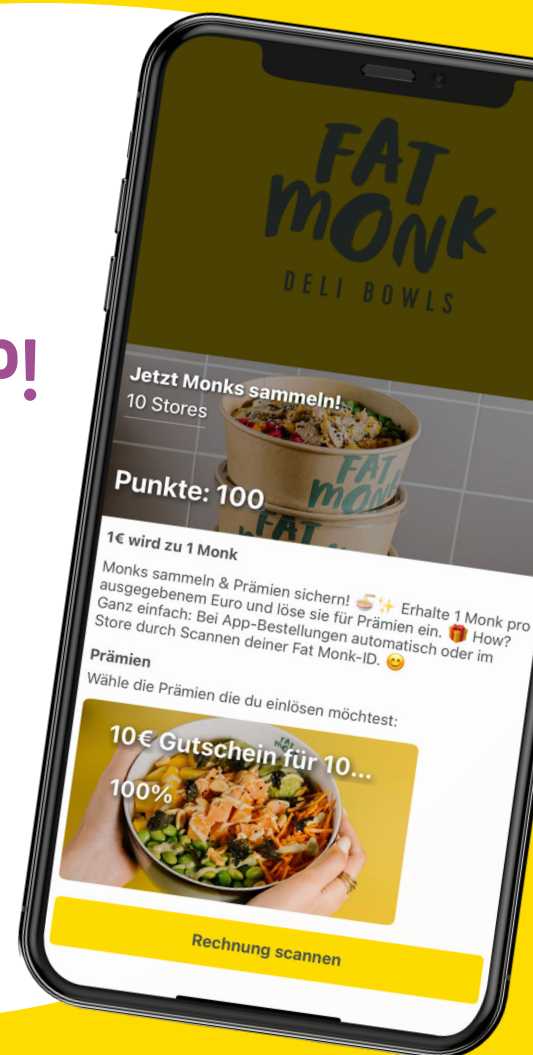 P!
FAT
MONK
DELI BOWLS
Jetzt Monks sammeln!
10 Stores
FAT
MONK
FAT
Punkte: 100
1€ wird zu 1 Monk
Monks sammeln & Prämien sichern! 🍜✨ Erhalte 1 Monk pro
ausgegebenem Euro und löse sie für Prämien ein. 🎁 How?
Ganz einfach: Bei App-Bestellungen automatisch oder im
Store durch Scannen deiner Fat Monk-ID. 😊
Prämien
Wähle die Prämien die du einlösen möchtest:
10€ Gutschein für 10...
100%
Rechnung scannen